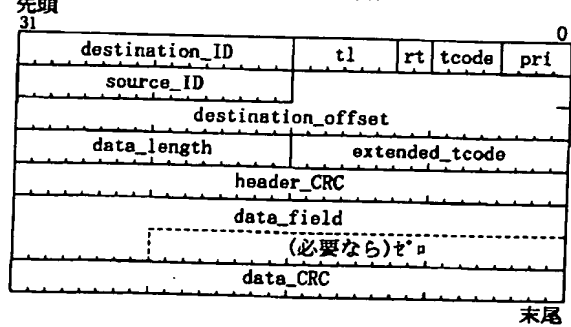 先頭
31 0
destination_ID tl rt tcode pri
source_ID
destination_offset
data_length extended_tcode
header_CRC
data_field
(必要なら)ゼロ
data_CRC
末尾